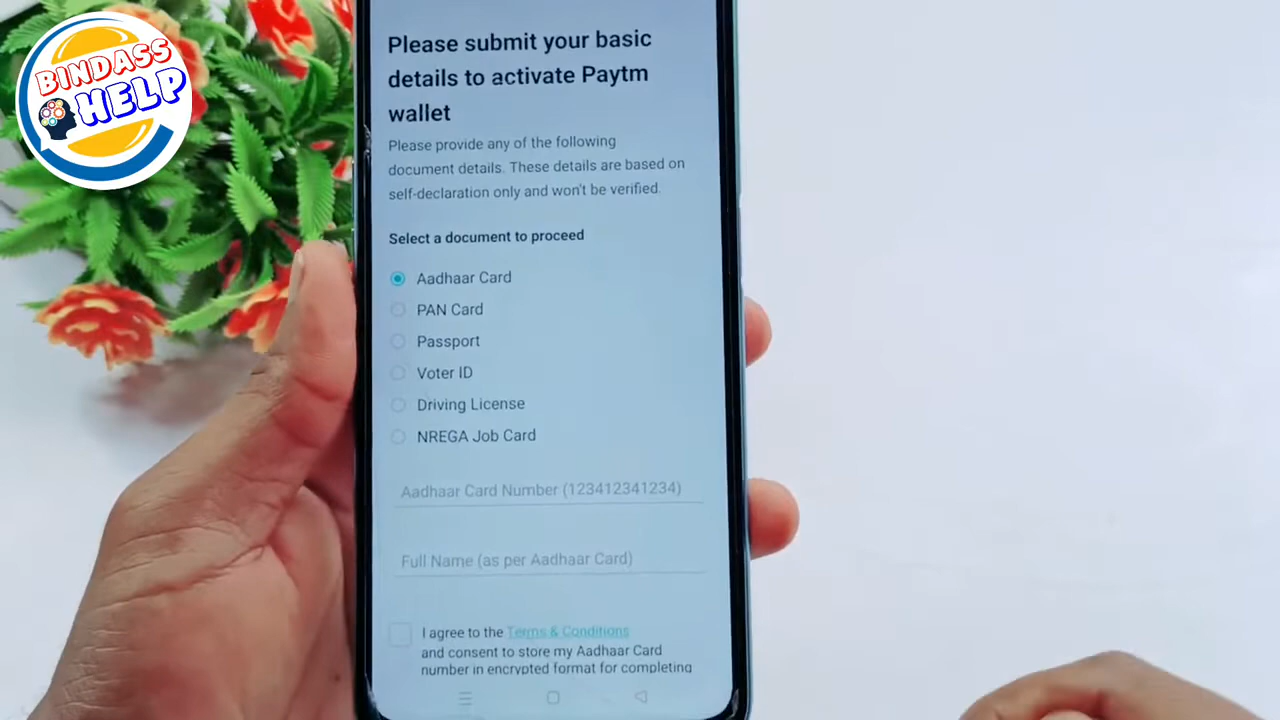 BINDASS
HELP
Please submit your basic
details to activate Paytm
wallet
Please provide any of the following
document details. These details are based on
self-declaration only and won't be verified.
Select a document to proceed
Aadhaar Card
PAN Card
Passport
Voter ID
Driving License
NREGA Job Card
Aadhaar Card Number (123412341234)
Full Name (as per Aadhaar Card)
I agree to the Terms & Conditions
and consent to store my Aadhaar Card
number in encrypted format for completing